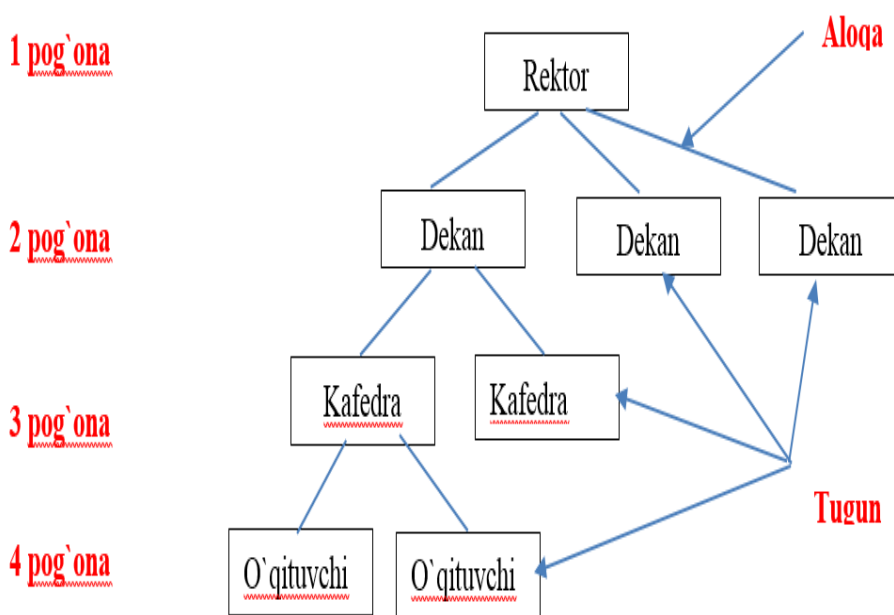 1 pog`ona
Aloqa
Rektor
2 pog`ona
Dekan
Dekan
Dekan
3 pog`ona
Kafedra
Kafedra
Tugun
4 pog`ona
O`qituvchi
O`qituvchi